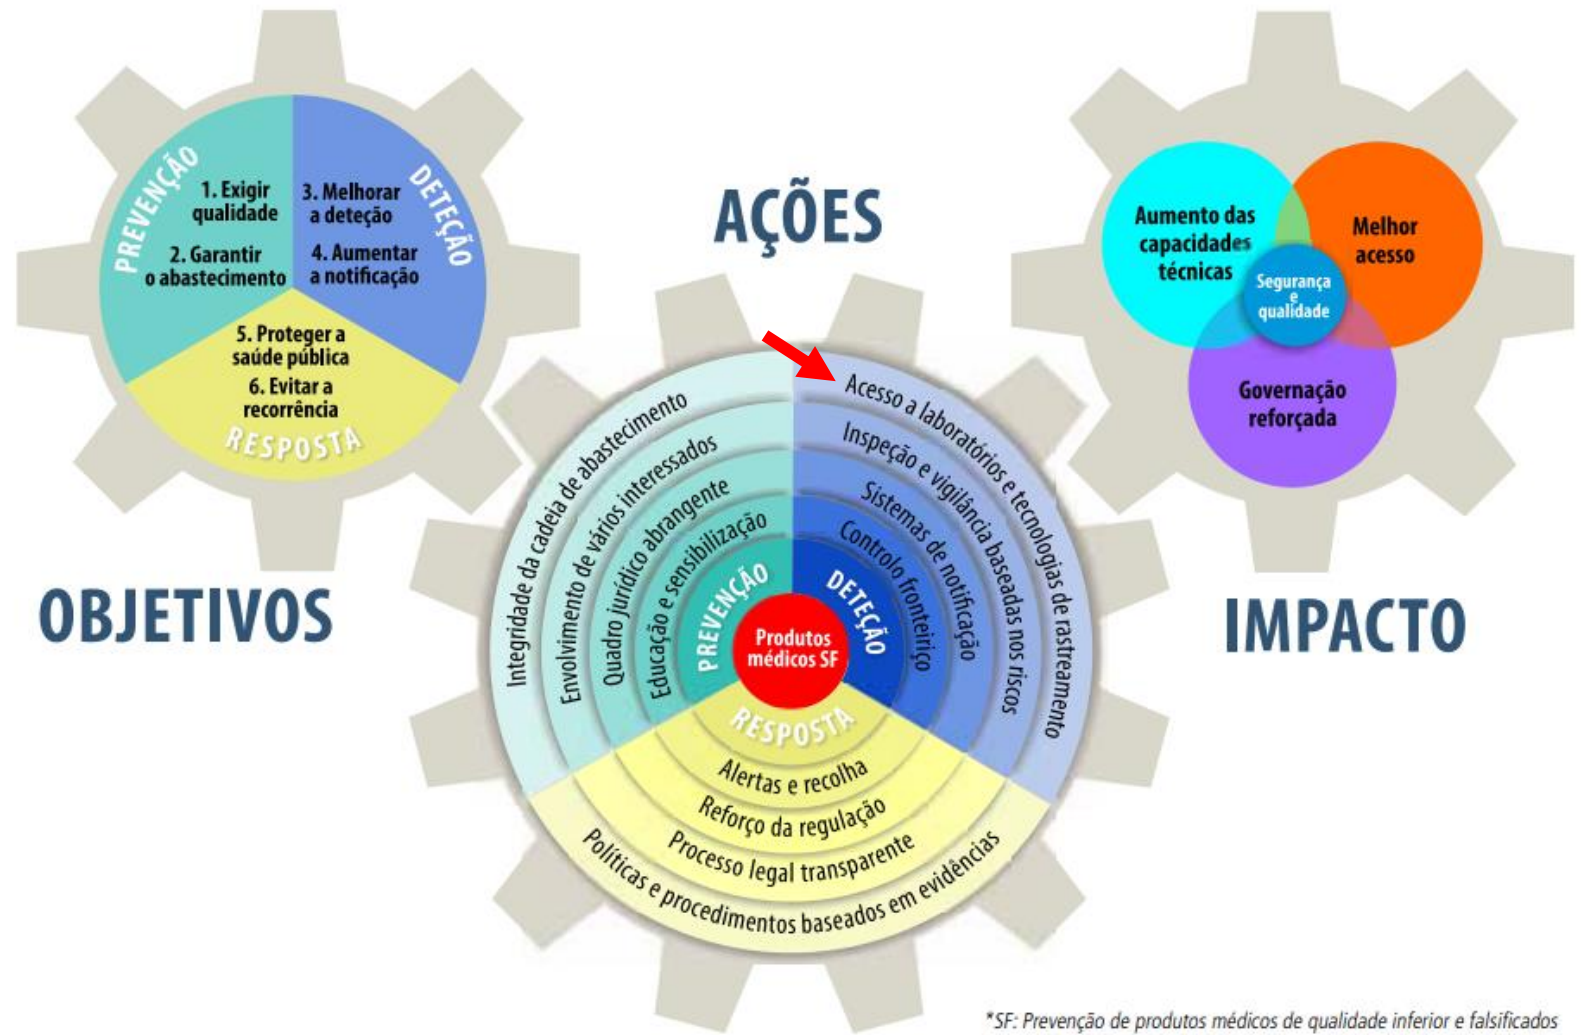 PREVENÇÃO
1. Exigir
qualidade
2. Garantir
o abastecimento
DETEÇÃO
3. Melhorar
a deteção
4. Aumentar
a notificação
5. Proteger a
saúde pública
6. Evitar a
recorrência
RESPOSTA
OBJETIVOS
AÇÕES
Integridade da cadeia de abastecimento
Envolvimento de vários interessados
Quadro jurídico abrangente
Educação e sensibilização
PREVENÇÃO
Acesso a laboratórios e tecnologias de rastreamento
Inspeção e vigilância baseadas nos riscos
Sistemas de notificação
Controlo fronteiriço
DETEÇÃO
Produtos
médicos SF
RESPOSTA
Alertas e recolha
Reforço da regulação
Processo legal transparente
Políticas e procedimentos baseados em evidências
Aumento das
capacidades
técnicas
Melhor
acesso
Segurança
e
qualidade
Governação
reforçada
IMPACTO
*SF: Prevenção de produtos médicos de qualidade inferior e falsificados